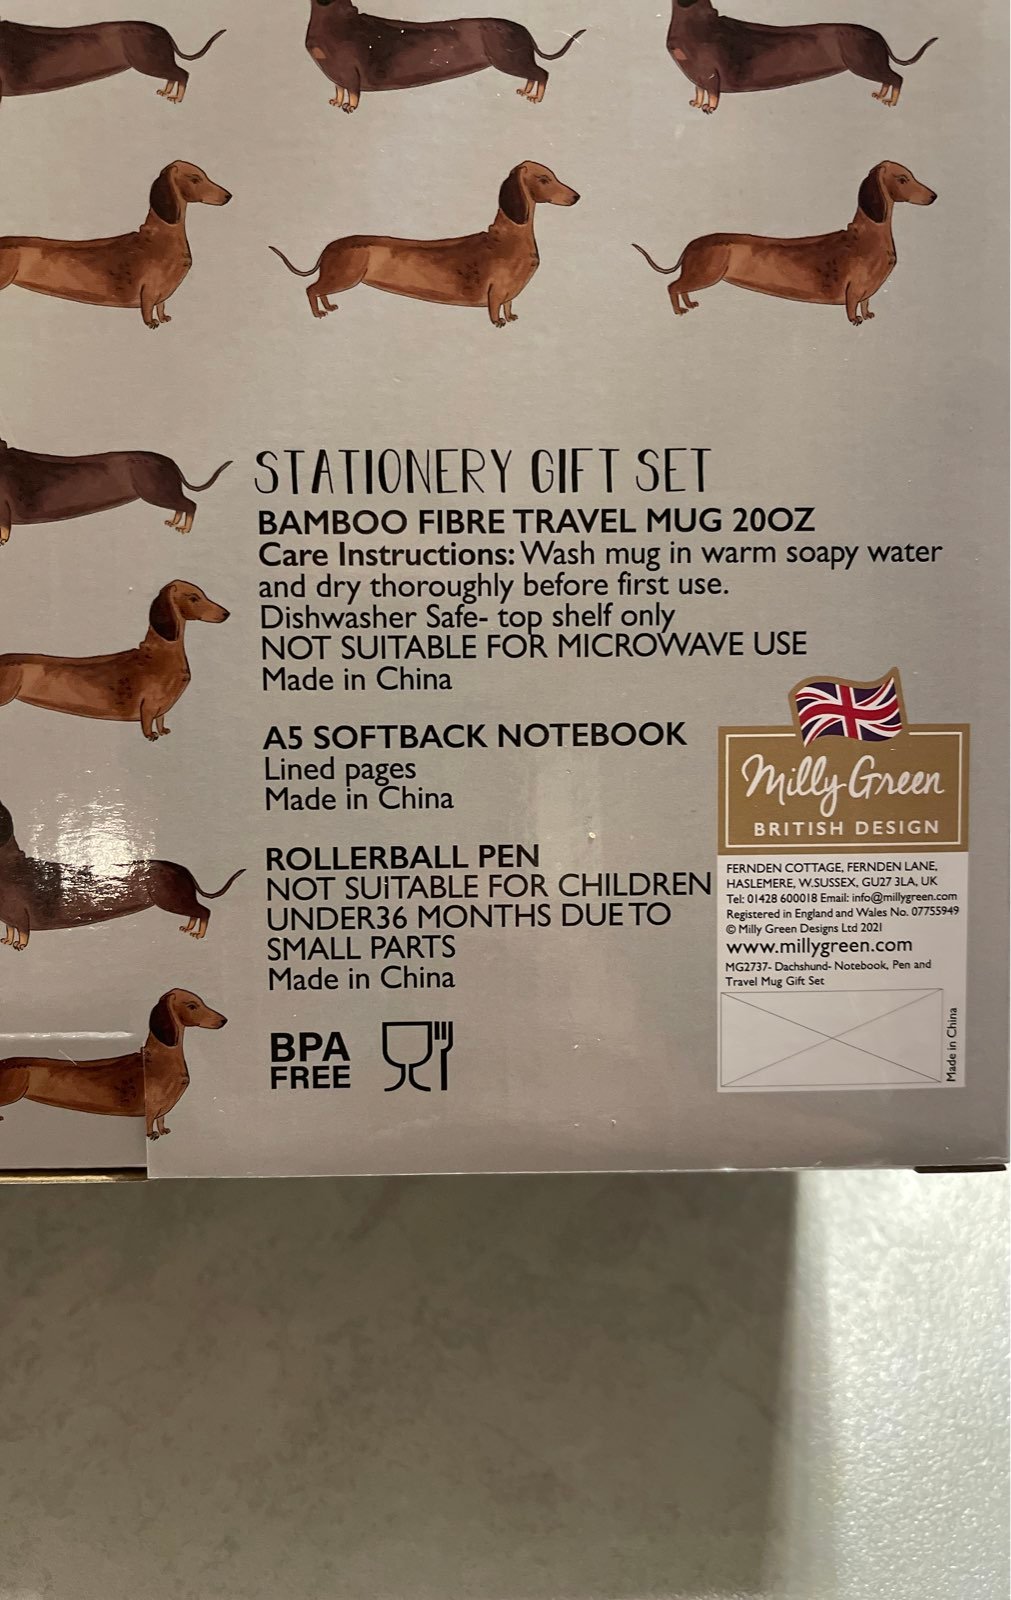 STATIONERY GIFT SET
BAMBOO FIBRE TRAVEL MUG 20OZ
Care Instructions: Wash mug in warm soapy water
and dry thoroughly before first use.
Dishwasher Safe- top shelf only
NOT SUITABLE FOR MICROWAVE USE
Made in China
A5 SOFTBACK NOTEBOOK
Lined pages
Made in China
ROLLERBALL PEN
NOT SUiTABLE FOR CHILDREN
UNDER36 MONTHS DUE TO
SMALL PARTS
Made in China
BPA
FREE
Milly Green
BRITISH DESIGN
FERNDEN COTTAGE, FERNDEN LANE,
HASLEMERE, W.SUSSEX, GU27 3LA, UK
Tel: 01428 600018 Email: info@millygreen.com
Registered in England and Wales No. 07755949
© Milly Green Designs Ltd 2021
www.millygreen.com
MG2737- Dachshund- Notebook, Pen and
Travel Mug Gift Set
Made in China